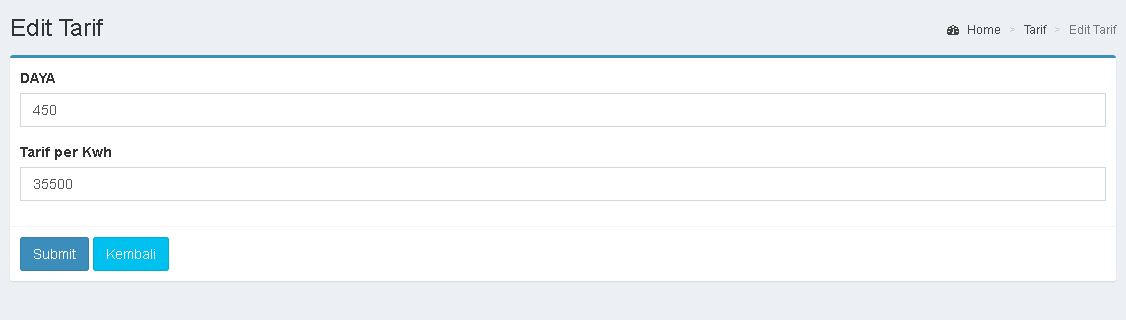 Edit Tarif
Home > Tarif > Edit Tarif
DAYA
450
Tarif per Kwh
35500
Submit Kembali